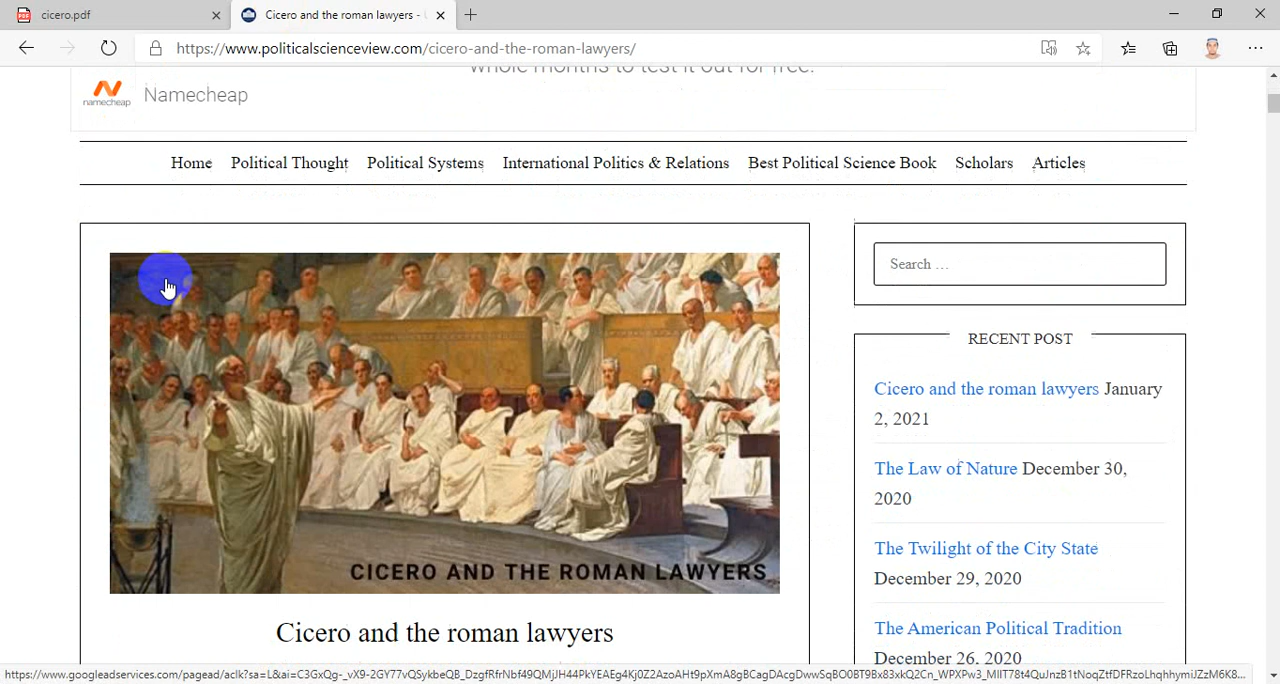 cicero.pdf
Cicero and the roman lawyers -
https://www.politicalscienceview.com/cicero-and-the-roman-lawyers/
whole months to test it out for free.
namecheap
Namecheap
Home Political Thought Political Systems International Politics & Relations Best Political Science Book Scholars Articles
Search …
RECENT POST
Cicero and the roman lawyers January
2, 2021
The Law of Nature December 30,
2020
The Twilight of the City State
December 29, 2020
The American Political Tradition
December 26, 2020
CICERO AND THE ROMAN LAWYERS
Cicero and the roman lawyers